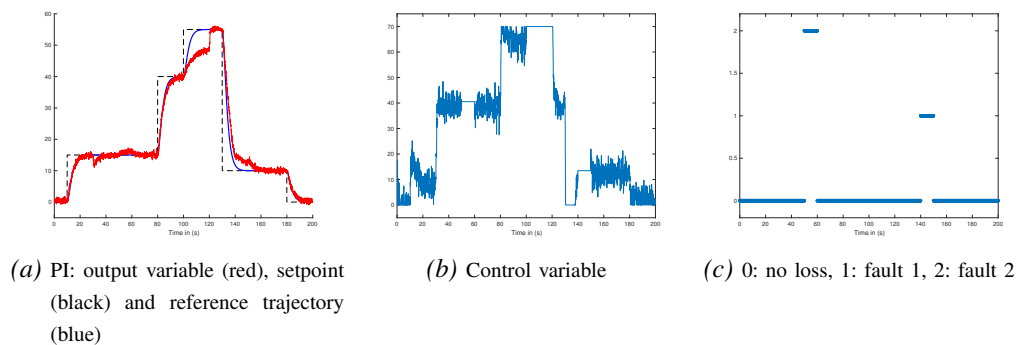 60
50
40
30
20
10
0
0 20 40 60 80 100 120 140 160 180 200
Time in (s)
(a) PI: output variable (red), setpoint
(black) and reference trajectory
(blue)
70
60
50
40
30
20
10
0
0 20 40 60 80 100 120 140 160 180 200
Time in (s)
(b) Control variable
2
1.5
1
0.5
0
0 20 40 60 80 100 120 140 160 180 200
Time in (s)
(c) 0: no loss, 1: fault 1, 2: fault 2